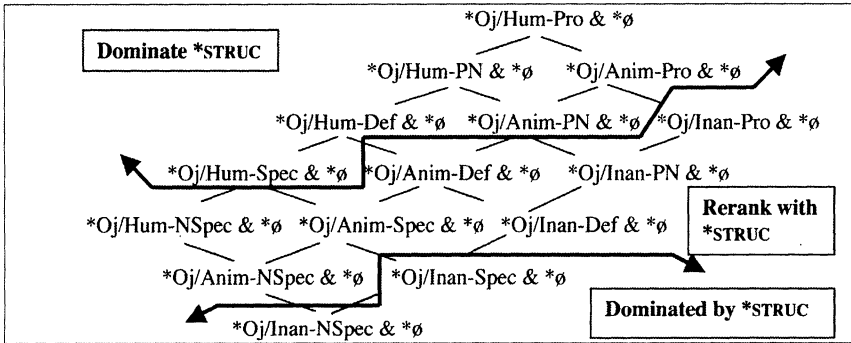 *Oj/Hum-Pro & *ø
Dominate *STRUC
*Oj/Hum-PN & *ø *Oj/Anim-Pro & *ø
*Oj/Hum-Def & *ø *Oj/Anim-PN & *ø *Oj/Inan-Pro & *ø
*Oj/Hum-Spec & *ø *Oj/Anim-Def & *ø *Oj/Inan-PN & *ø
*Oj/Hum-NSpec & *ø *Oj/Anim-Spec & *ø *Oj/Inan-Def & *ø
Rerank with
*STRUC
*Oj/Anim-NSpec & *ø *Oj/Inan-Spec & *ø
Dominated by *STRUC
*Oj/Inan-NSpec & *ø